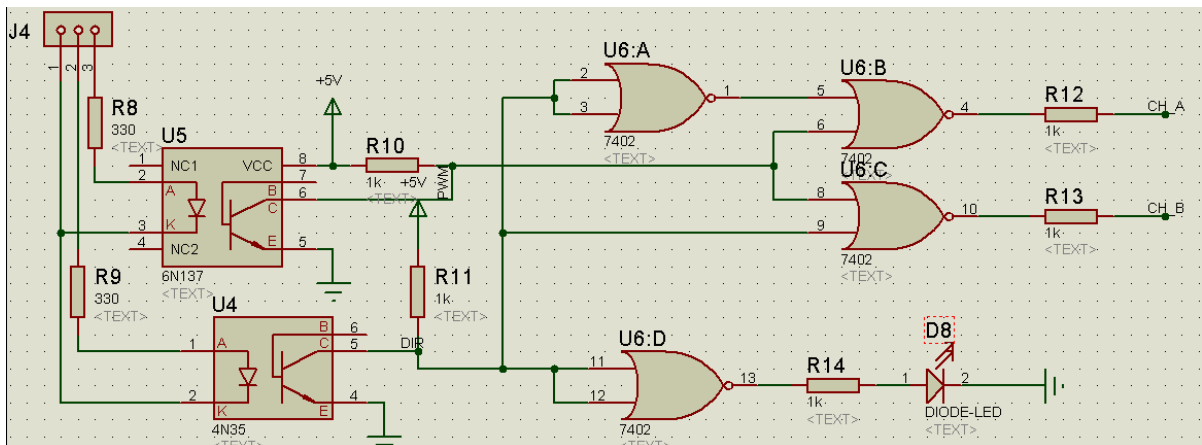 J4
1
2
3
R8
330
<TEXT>
U5
1
NC1
2
A
3
K
4
NC2
VCC
8
7
B
6
C
5
E
6N137
<TEXT>
+5V
R10
1k
<TEXT>
PWM
+5V
R11
1k
<TEXT>
R9
330
<TEXT>
U4
1
A
2
K
B
6
C
5
E
4
4N35
<TEXT>
DIR
U6:A
2
3
1
7402
<TEXT>
U6:B
5
6
4
7402
<TEXT>
R12
1k
<TEXT>
CH_A
U6:C
8
9
10
7402
<TEXT>
R13
1k
<TEXT>
CH_B
U6:D
11
12
13
7402
<TEXT>
R14
1k
<TEXT>
D8
1
2
DIODE-LED
<TEXT>